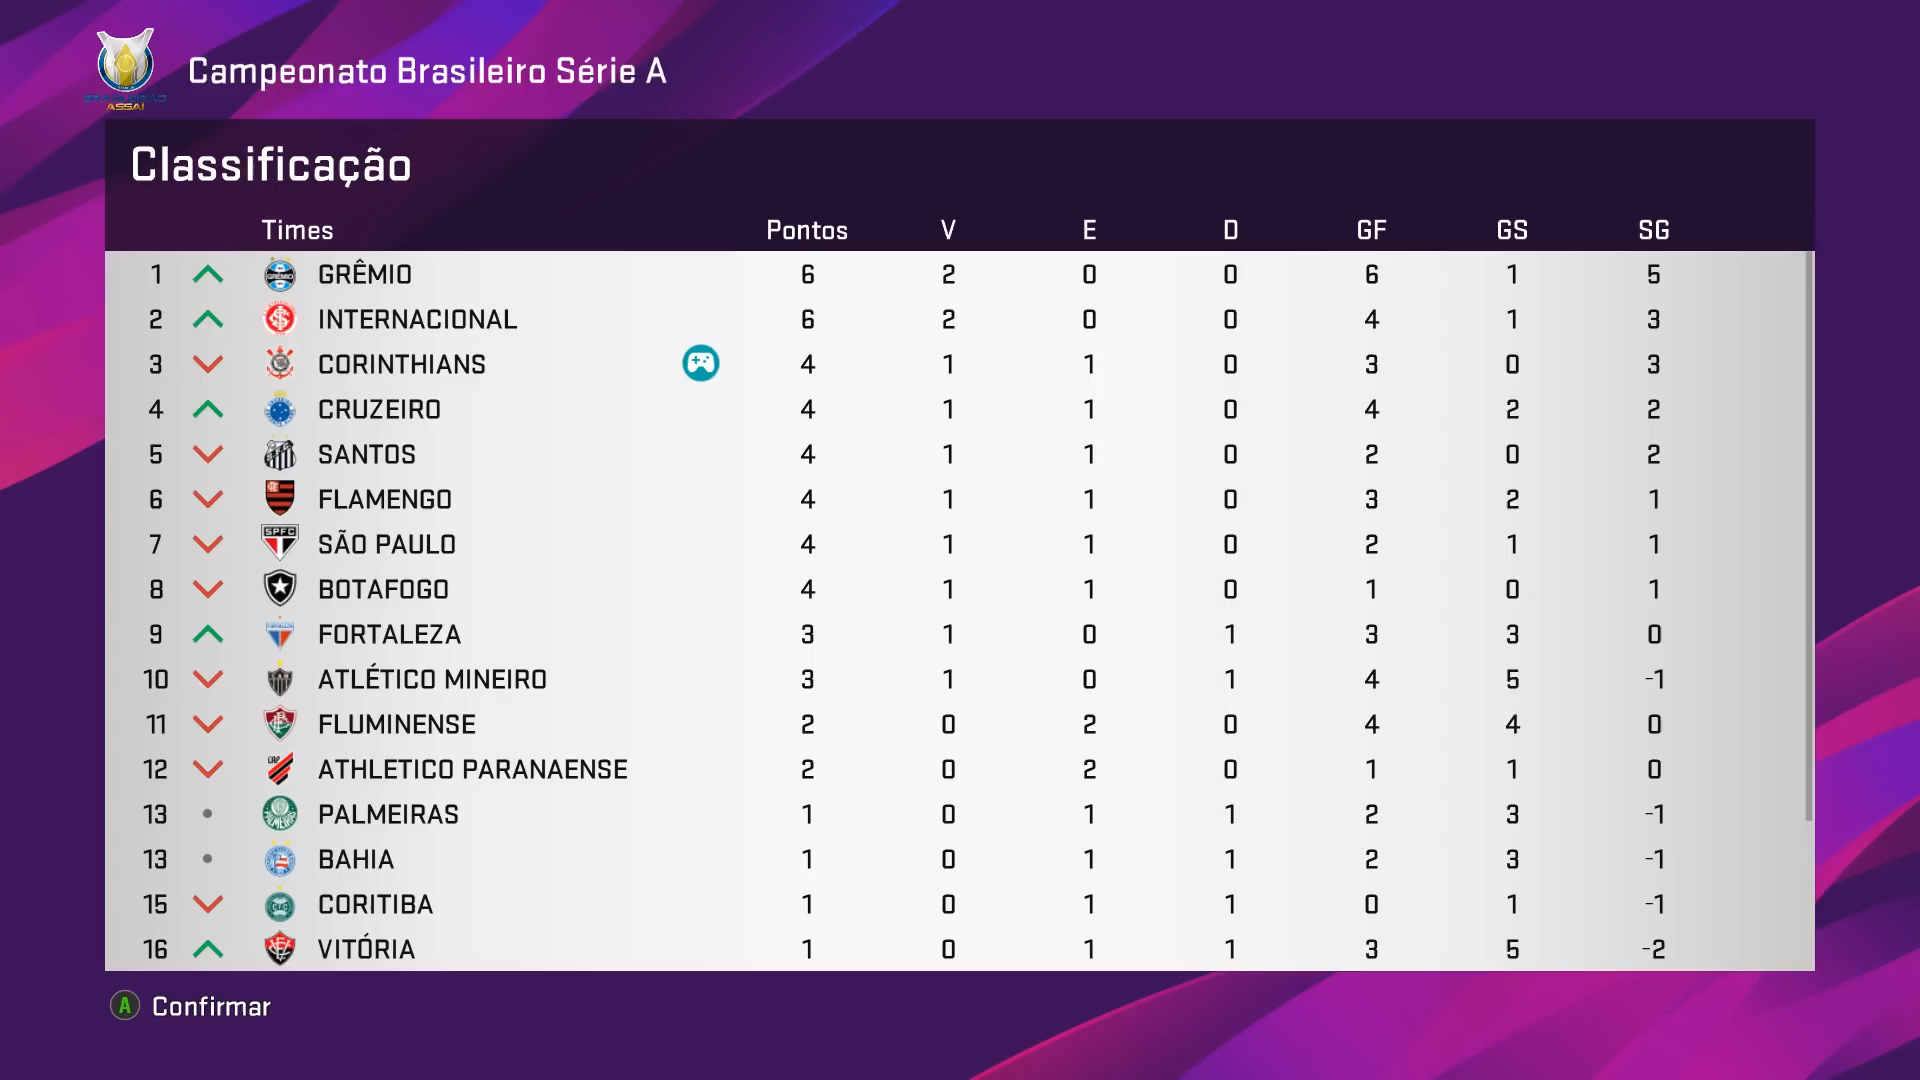 Campeonato Brasileiro Série A
ASSAÍ
Classificação
Times Pontos V E D GF GS SG
1 GRÊMIO 6 2 0 0 6 1 5
2 INTERNACIONAL 6 2 0 0 4 1 3
3 CORINTHIANS 4 1 1 0 3 0 3
4 CRUZEIRO 4 1 1 0 4 2 2
5 SANTOS 4 1 1 0 2 0 2
6 FLAMENGO 4 1 1 0 3 2 1
7 SPFC SÃO PAULO 4 1 1 0 2 1 1
8 BOTAFOGO 4 1 1 0 1 0 1
9 FORTALEZA 3 1 0 1 3 3 0
10 ATLÉTICO MINEIRO 3 1 0 1 4 5 -1
11 FLUMINENSE 2 0 2 0 4 4 0
12 CAP ATHLETICO PARANAENSE 2 0 2 0 1 1 0
13 PALMEIRAS 1 0 1 1 2 3 -1
13 BAHIA 1 0 1 1 2 3 -1
15 CORITIBA 1 0 1 1 0 1 -1
16 VITÓRIA 1 0 1 1 3 5 -2
A Confirmar